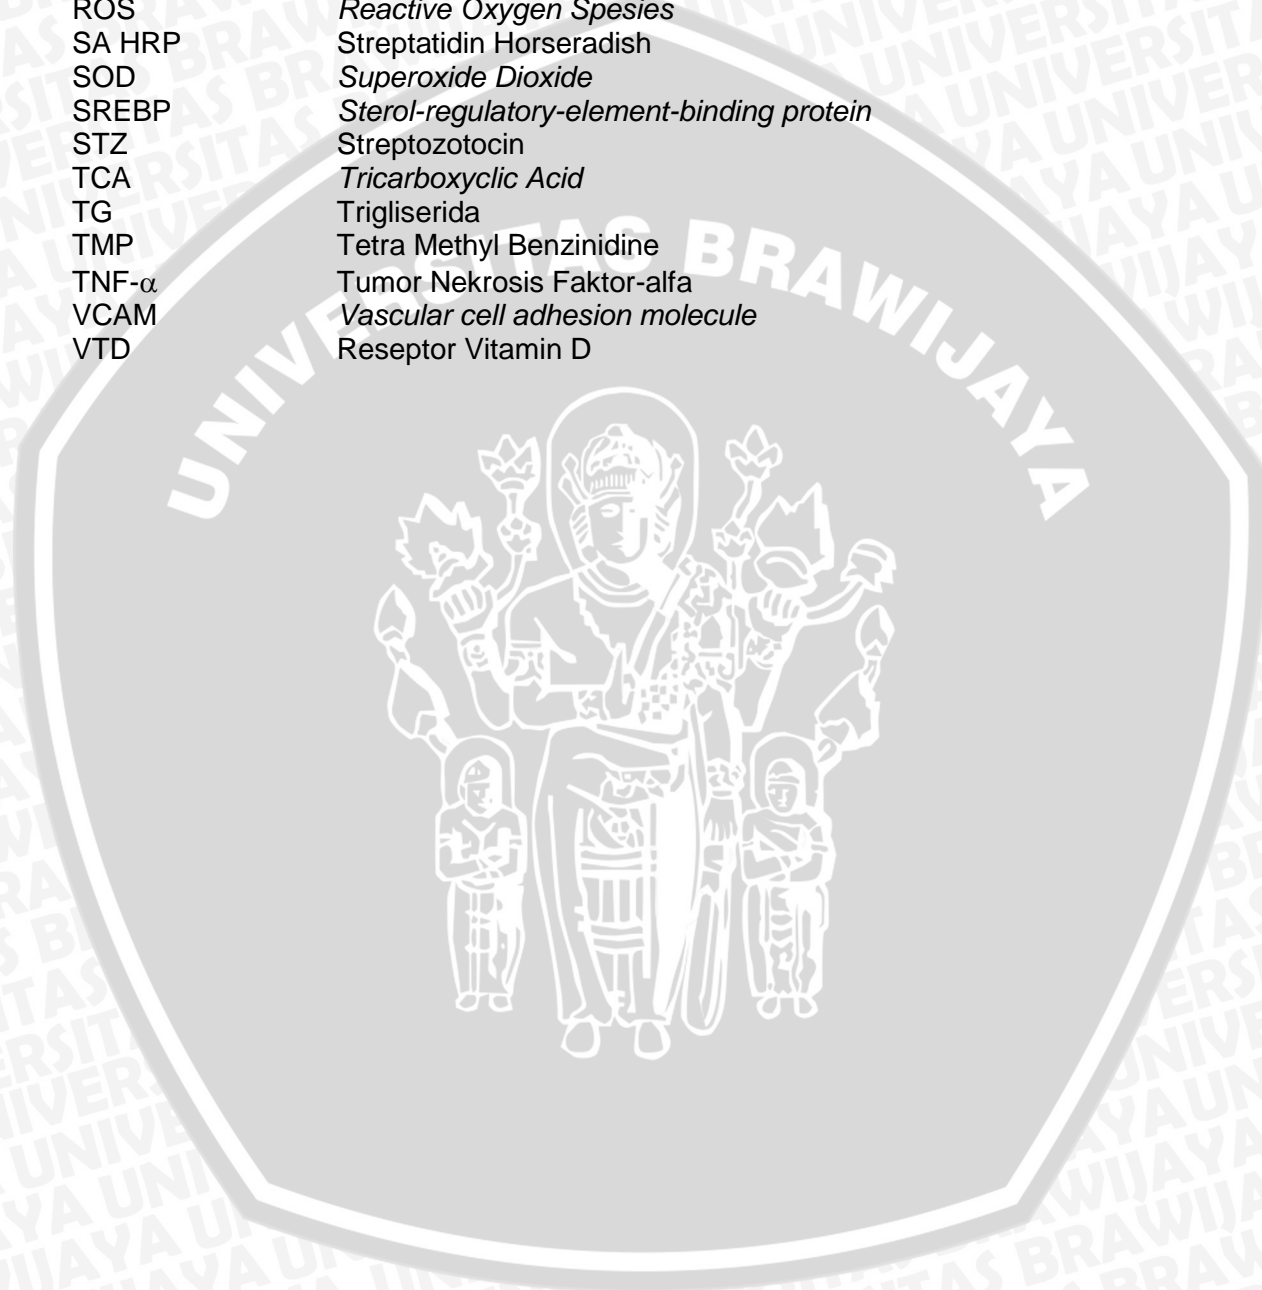 ROS Reactive Oxygen Spesies
SA HRP Streptatidin Horseradish
SOD Superoxide Dioxide
SREBP Sterol-regulatory-element-binding protein
STZ Streptozotocin
TCA Tricarboxyclic Acid
TG Trigliserida
TMP Tetra Methyl Benzinidine
TNF-α Tumor Nekrosis Faktor-alfa
VCAM Vascular cell adhesion molecule
VTD Reseptor Vitamin D
UNIVERSITAS BRAWIJAYA